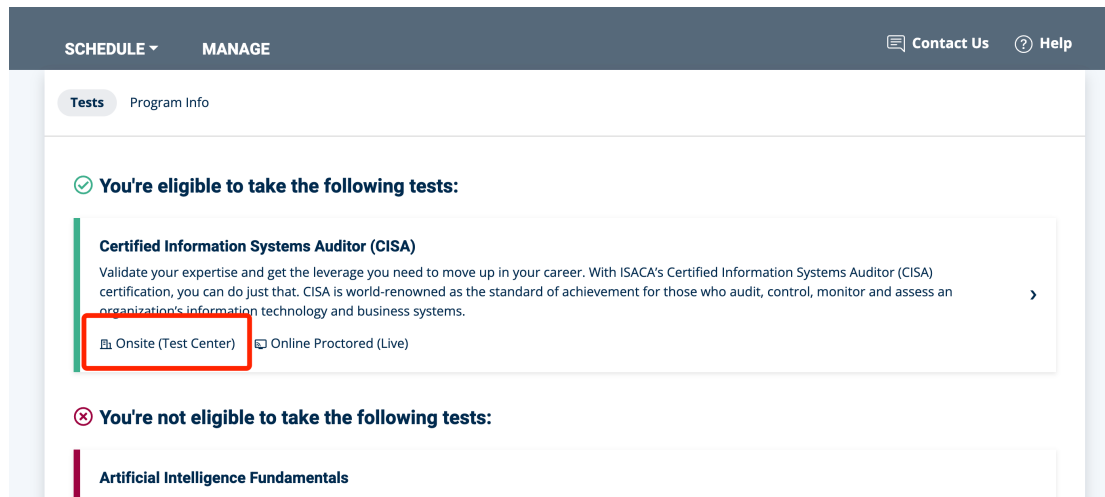 SCHEDULE MANAGE Contact Us Help
Tests Program Info
You're eligible to take the following tests:
Certified Information Systems Auditor (CISA)
Validate your expertise and get the leverage you need to move up in your career. With ISACA's Certified Information Systems Auditor (CISA)
certification, you can do just that. CISA is world-renowned as the standard of achievement for those who audit, control, monitor and assess an
organization's information technology and business systems.
Onsite (Test Center) Online Proctored (Live)
You're not eligible to take the following tests:
Artificial Intelligence Fundamentals